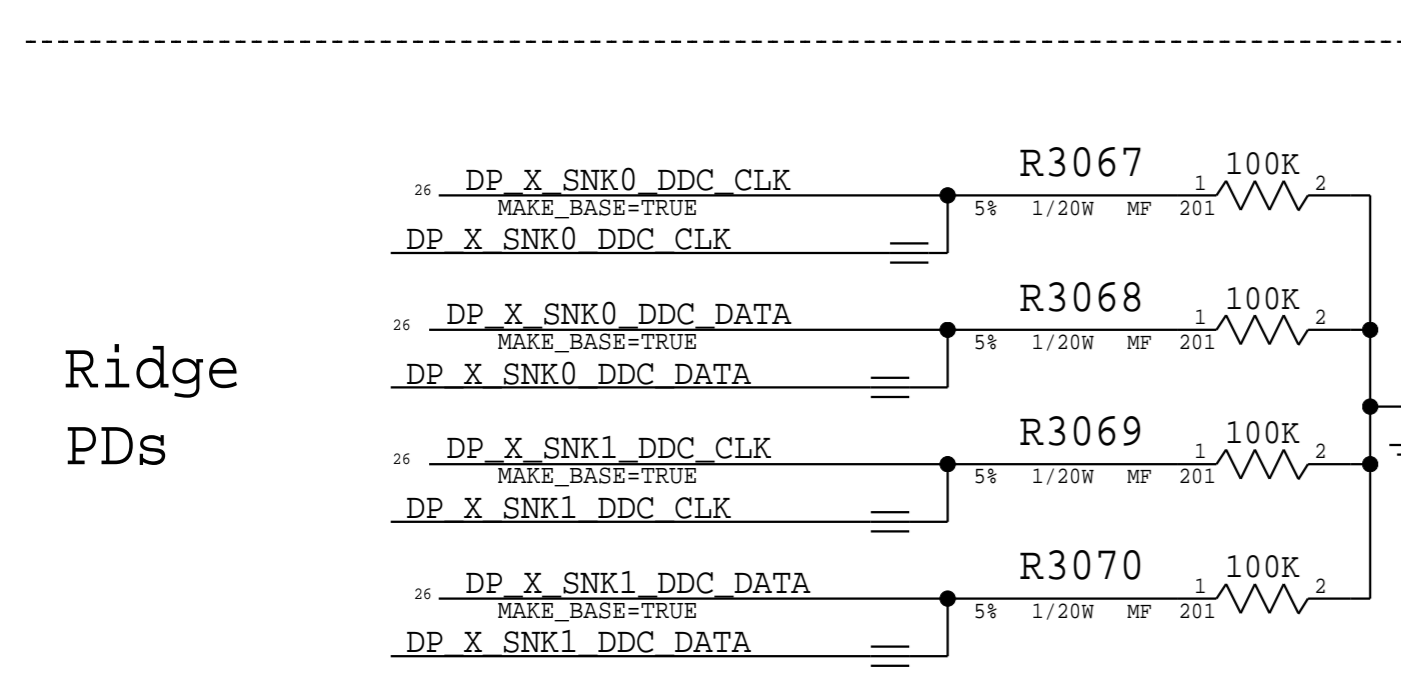 R3067
100K
26 DP_X_SNK0_DDC_CLK 1 2
MAKE_BASE=TRUE 5% 1/20W MF 201
DP_X_SNK0_DDC_CLK
R3068
100K
26 DP_X_SNK0_DDC_DATA 1 2
MAKE_BASE=TRUE 5% 1/20W MF 201
DP_X_SNK0_DDC_DATA
Ridge
PDs
R3069
100K
26 DP_X_SNK1_DDC_CLK 1 2
MAKE_BASE=TRUE 5% 1/20W MF 201
DP_X_SNK1_DDC_CLK
R3070
100K
26 DP_X_SNK1_DDC_DATA 1 2
MAKE_BASE=TRUE 5% 1/20W MF 201
DP_X_SNK1_DDC_DATA